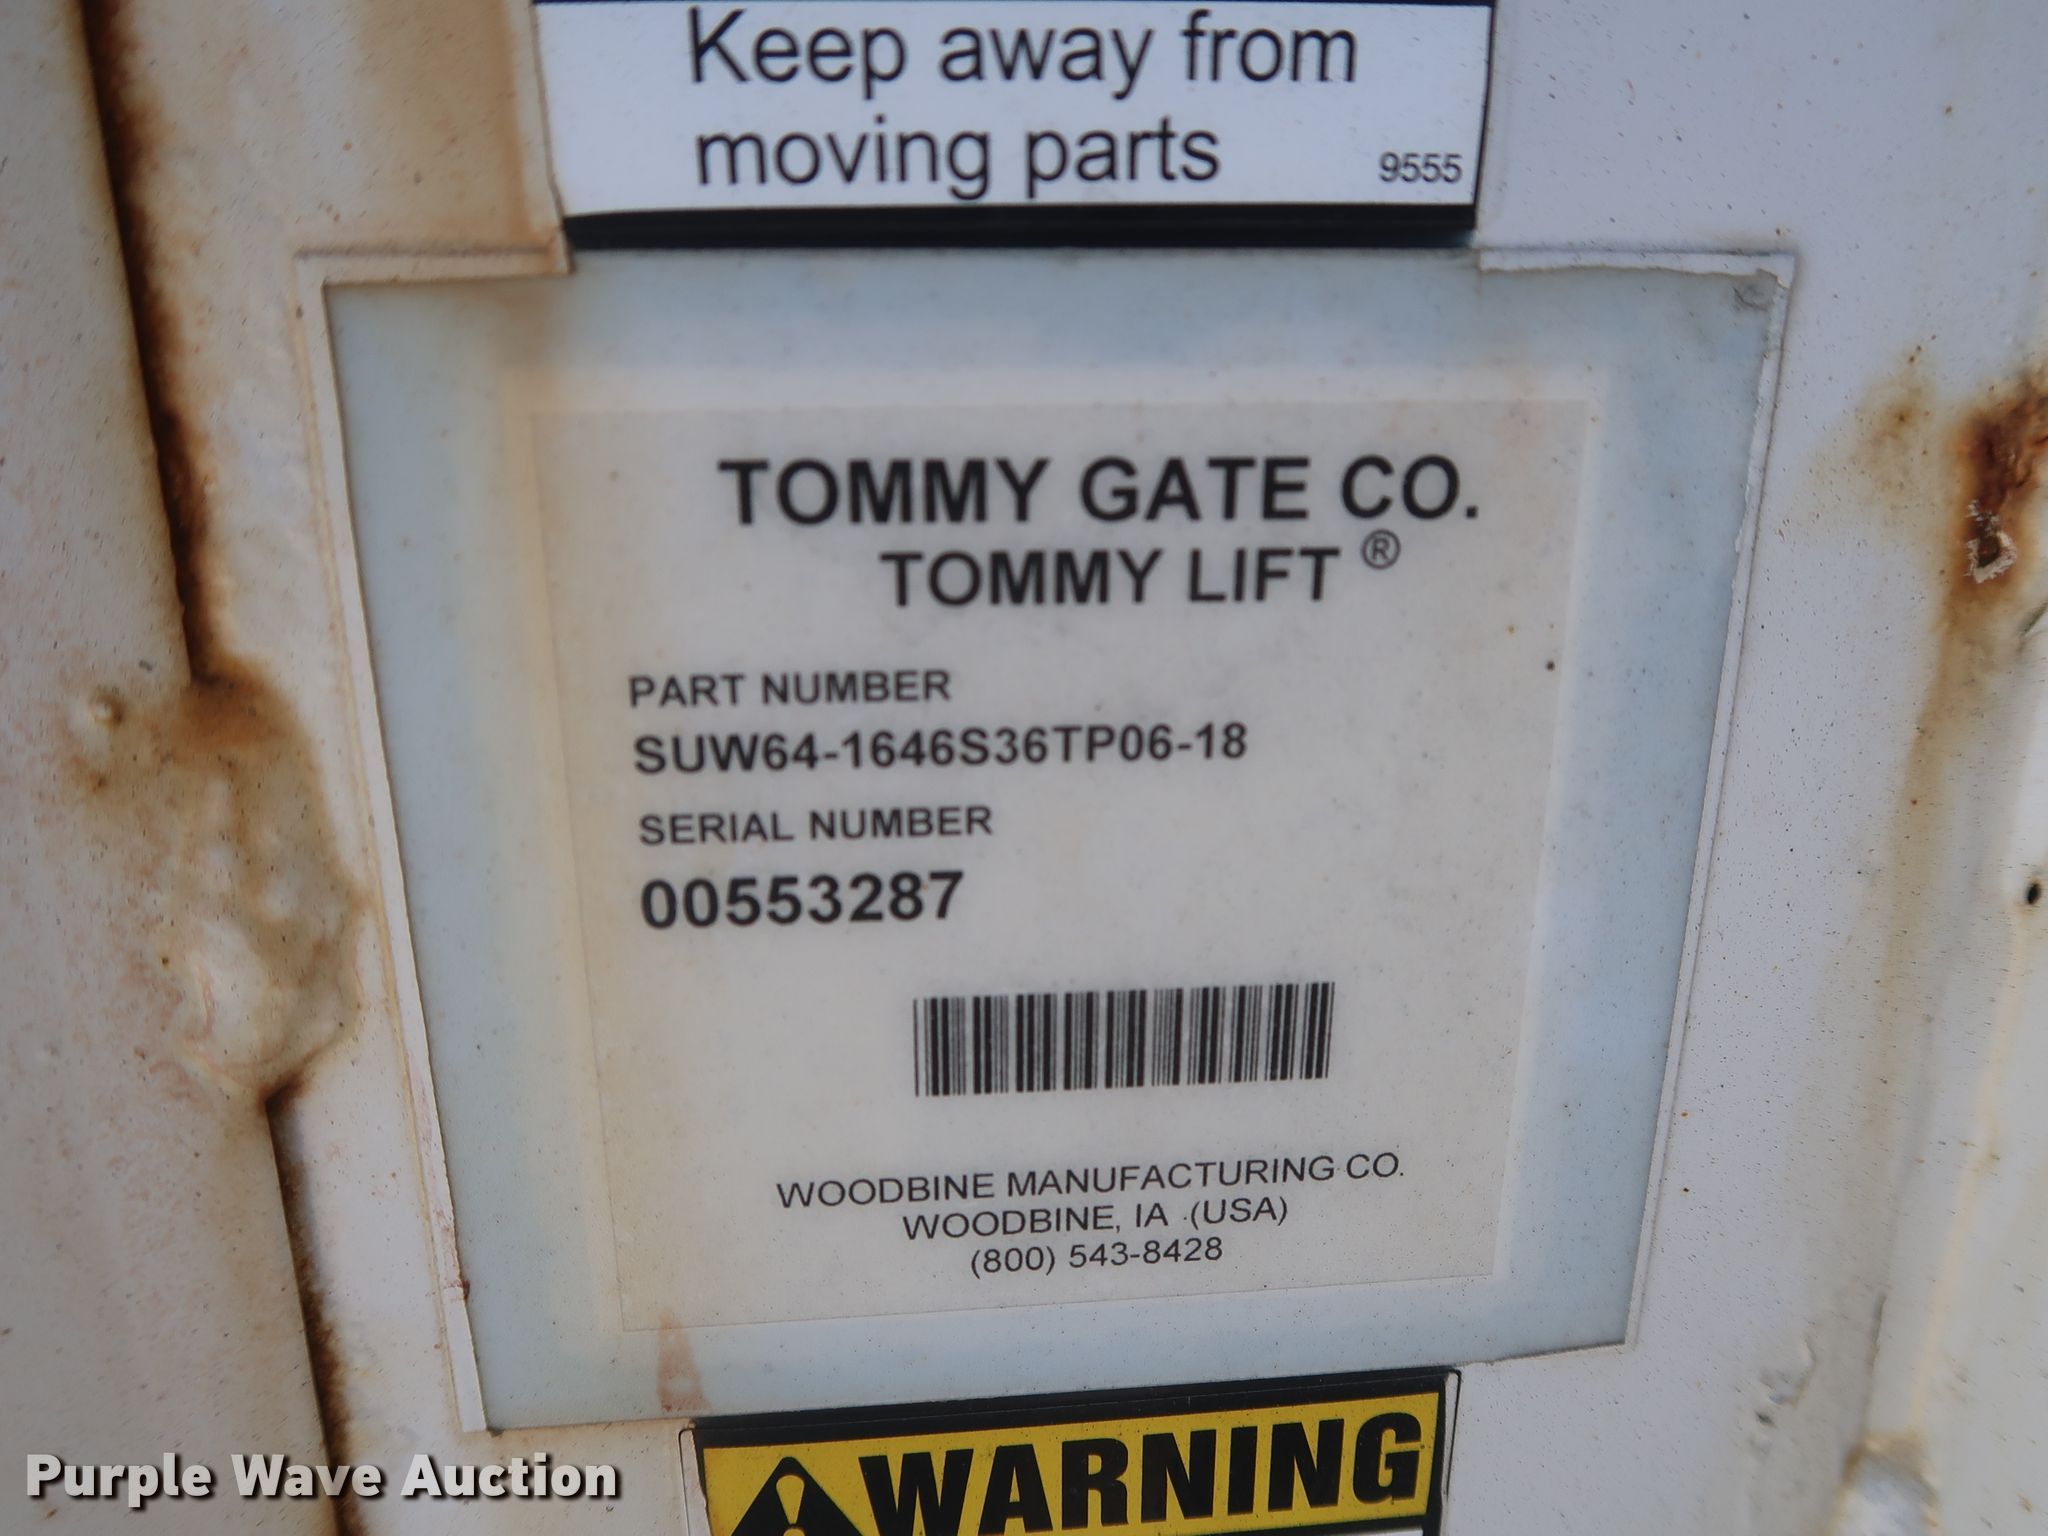 Keep away from
moving parts
9555
TOMMY GATE CO.
TOMMY LIFT ®
PART NUMBER
SUW64-1646S36TP06-18
SERIAL NUMBER
00553287
WOODBINE MANUFACTURING CO.
WOODBINE, IA (USA)
(800) 543-8428
WARNING
Purple Wave Auction